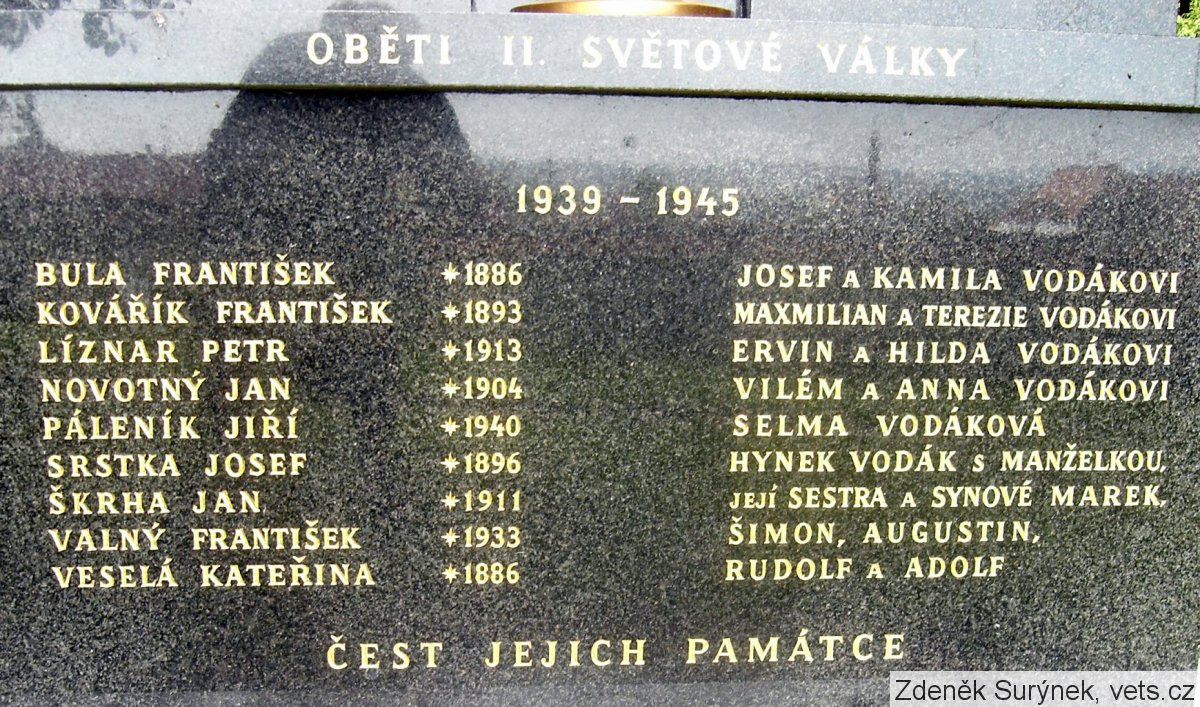 OBĚTI II. SVĚTOVÉ VÁLKY
1939 – 1945
BULA FRANTIŠEK *1886
KOVÁŘÍK FRANTIŠEK *1893
LÍZNAR PETR *1913
NOVOTNÝ JAN *1904
PÁLENÍK JIŘÍ *1940
SRSTKA JOSEF *1896
ŠKRHA JAN *1911
VALNÝ FRANTIŠEK *1933
VESELÁ KATEŘINA *1886
JOSEF A KAMILA VODÁKOVI
MAXMILIAN A TEREZIE VODÁKOVI
ERVIN A HILDA VODÁKOVI
VILÉM A ANNA VODÁKOVI
SELMA VODÁKOVÁ
HYNEK VODÁK S MANŽELKOU,
JEJÍ SESTRA A SYNOVÉ MAREK,
ŠIMON, AUGUSTIN,
RUDOLF A ADOLF
ČEST JEJICH PAMÁTCE
Zdeněk Surýnek, vets.cz